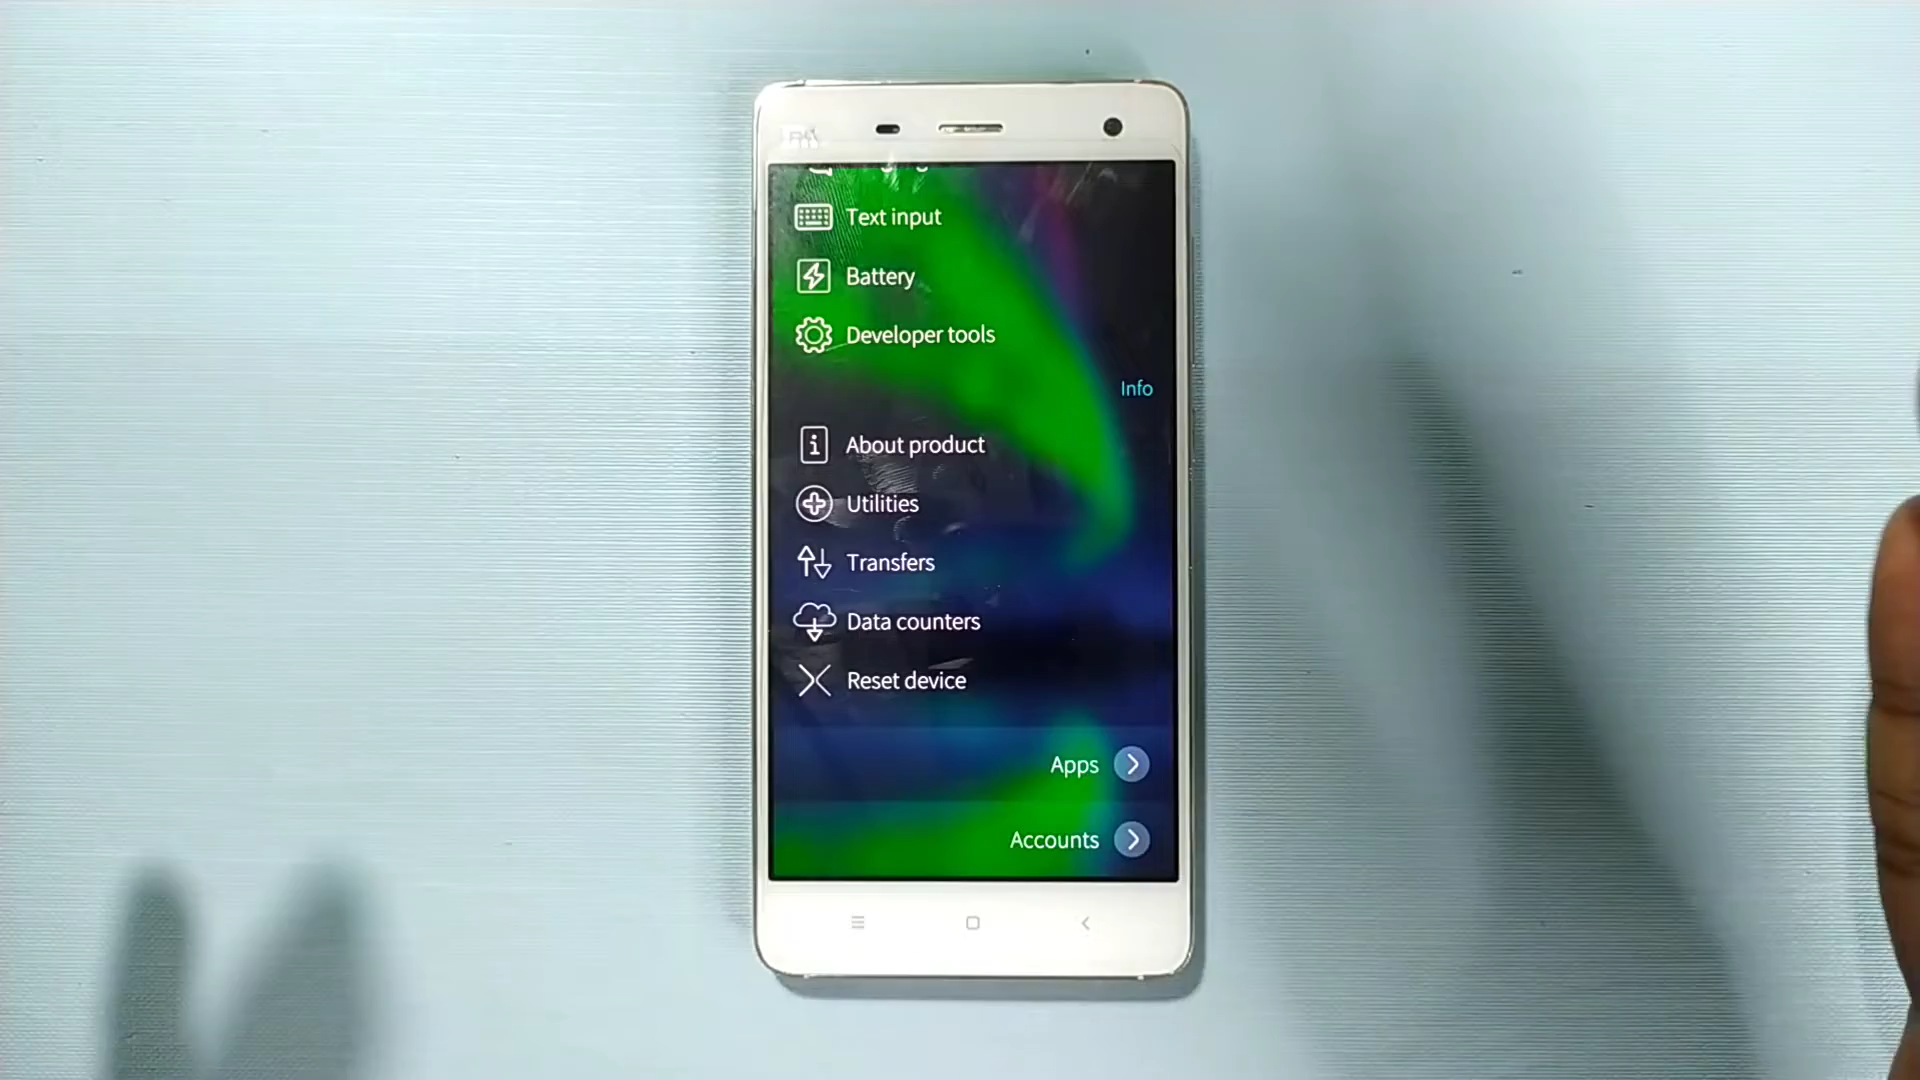 Text input
Battery
Developer tools
Info
About product
Utilities
Transfers
Data counters
Reset device
Apps
Accounts